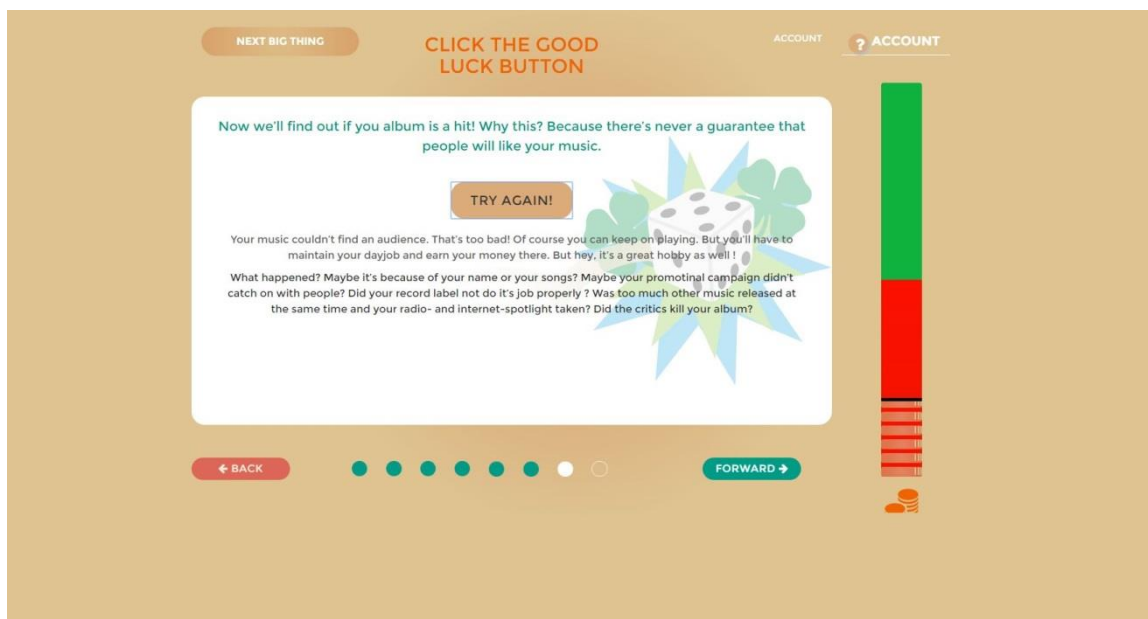 NEXT BIG THING
CLICK THE GOOD
LUCK BUTTON
ACCOUNT
? ACCOUNT
Now we'll find out if you album is a hit! Why this? Because there's never a guarantee that
people will like your music.
TRY AGAIN!
Your music couldn't find an audience. That's too bad! Of course you can keep on playing. But you'll have to
maintain your dayjob and earn your money there. But hey, it's a great hobby as well !
What happened? Maybe it's because of your name or your songs? Maybe your promotinal campaign didn't
catch on with people? Did your record label not do it's job properly ? Was too much other music released at
the same time and your radio- and internet-spotlight taken? Did the critics kill your album?
← BACK
FORWARD →